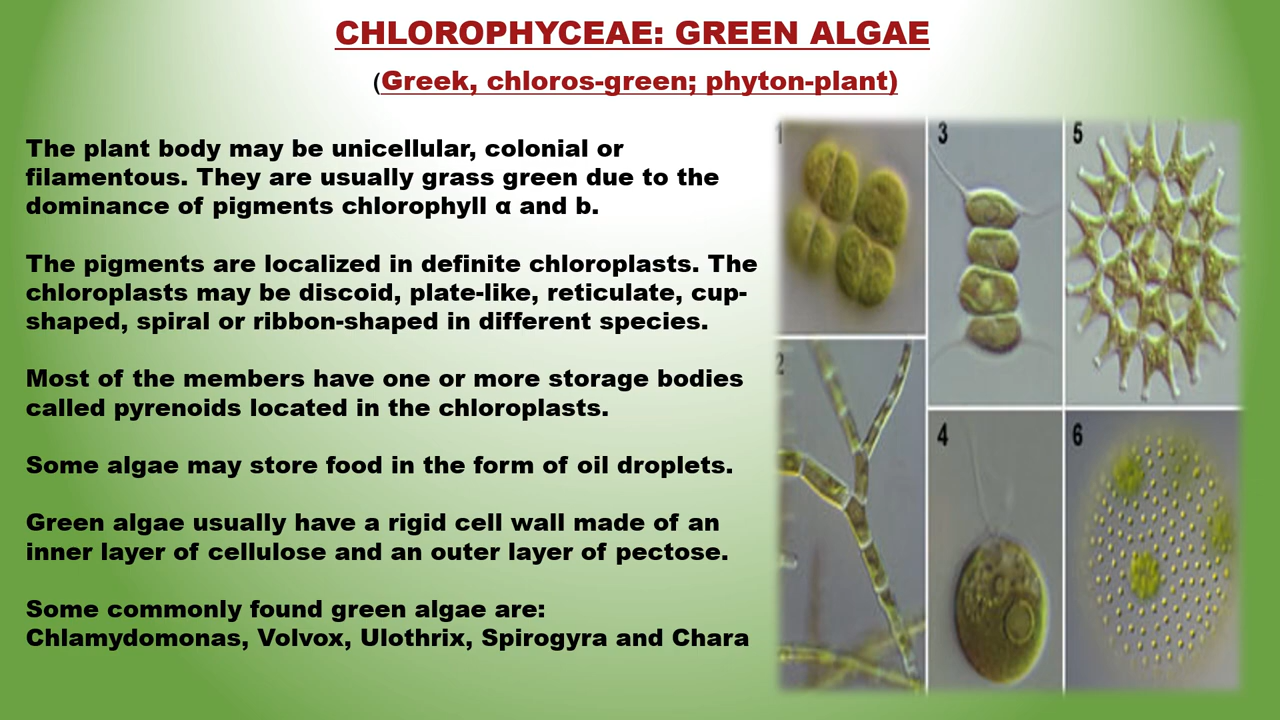 CHLOROPHYCEAE: GREEN ALGAE
(Greek, chloros-green; phyton-plant)
The plant body may be unicellular, colonial or
filamentous. They are usually grass green due to the
dominance of pigments chlorophyll α and b.
The pigments are localized in definite chloroplasts. The
chloroplasts may be discoid, plate-like, reticulate, cup-
shaped, spiral or ribbon-shaped in different species.
Most of the members have one or more storage bodies
called pyrenoids located in the chloroplasts.
Some algae may store food in the form of oil droplets.
Green algae usually have a rigid cell wall made of an
inner layer of cellulose and an outer layer of pectose.
Some commonly found green algae are:
Chlamydomonas, Volvox, Ulothrix, Spirogyra and Chara
1
2
3
4
5
6